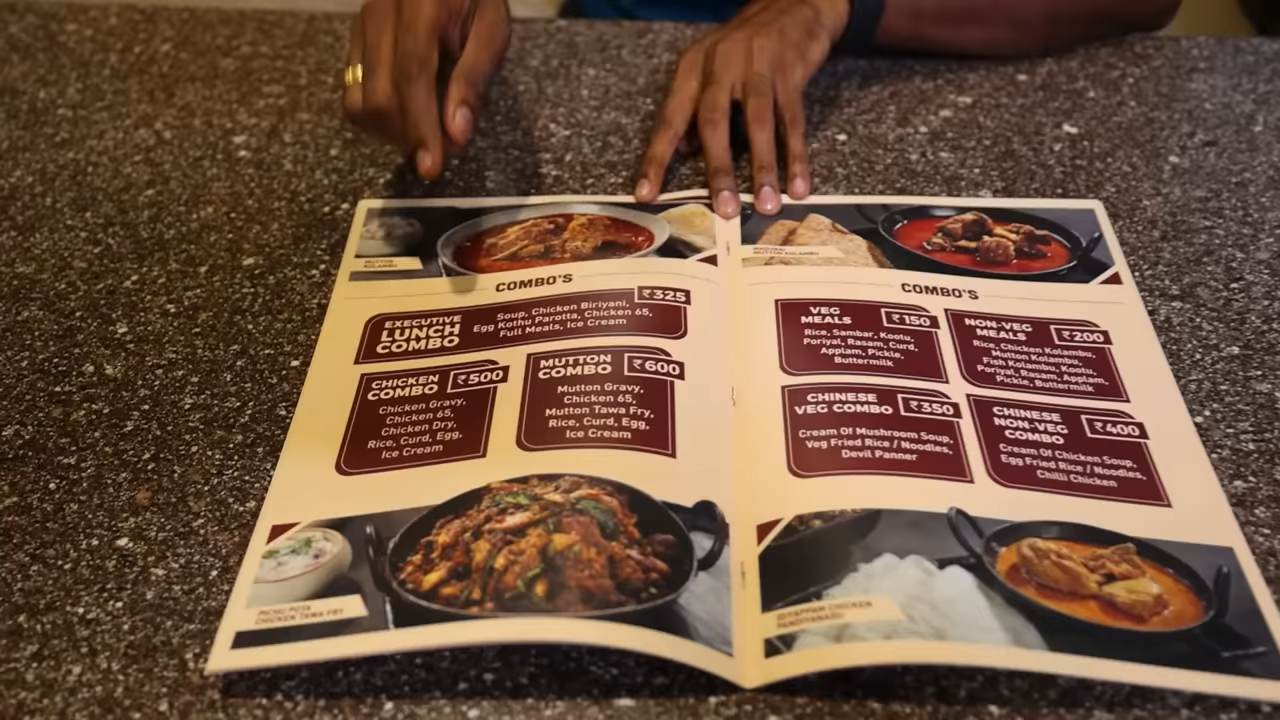 MUTTON
KOLAMBU
COMBO'S
EXECUTIVE
LUNCH
COMBO
₹325
Soup, Chicken Biriyani,
Egg Kothu Parotta, Chicken 65,
Full Meals, Ice Cream
CHICKEN
COMBO
₹500
Chicken Gravy,
Chicken 65,
Chicken Dry,
Rice, Curd, Egg,
Ice Cream
MUTTON
COMBO
₹600
Mutton Gravy,
Chicken 65,
Mutton Tawa Fry,
Rice, Curd, Egg,
Ice Cream
PICHU POTA
CHICKEN TAWA FRY
MADURAI
MUTTON KOLAMBU
COMBO'S
VEG
MEALS
₹150
Rice, Sambar, Kootu,
Poriyal, Rasam, Curd,
Applam, Pickle,
Buttermilk
NON-VEG
MEALS
₹200
Rice, Chicken Kolambu,
Mutton Kolambu,
Fish Kolambu, Kootu,
Poriyal, Rasam, Applam,
Pickle, Buttermilk
CHINESE
VEG COMBO
₹350
Cream Of Mushroom Soup,
Veg Fried Rice / Noodles,
Devil Panner
CHINESE
NON-VEG
COMBO
₹400
Cream Of Chicken Soup,
Egg Fried Rice / Noodles,
Chilli Chicken
IDIYAPPAM CHICKEN
PANDIYANADU